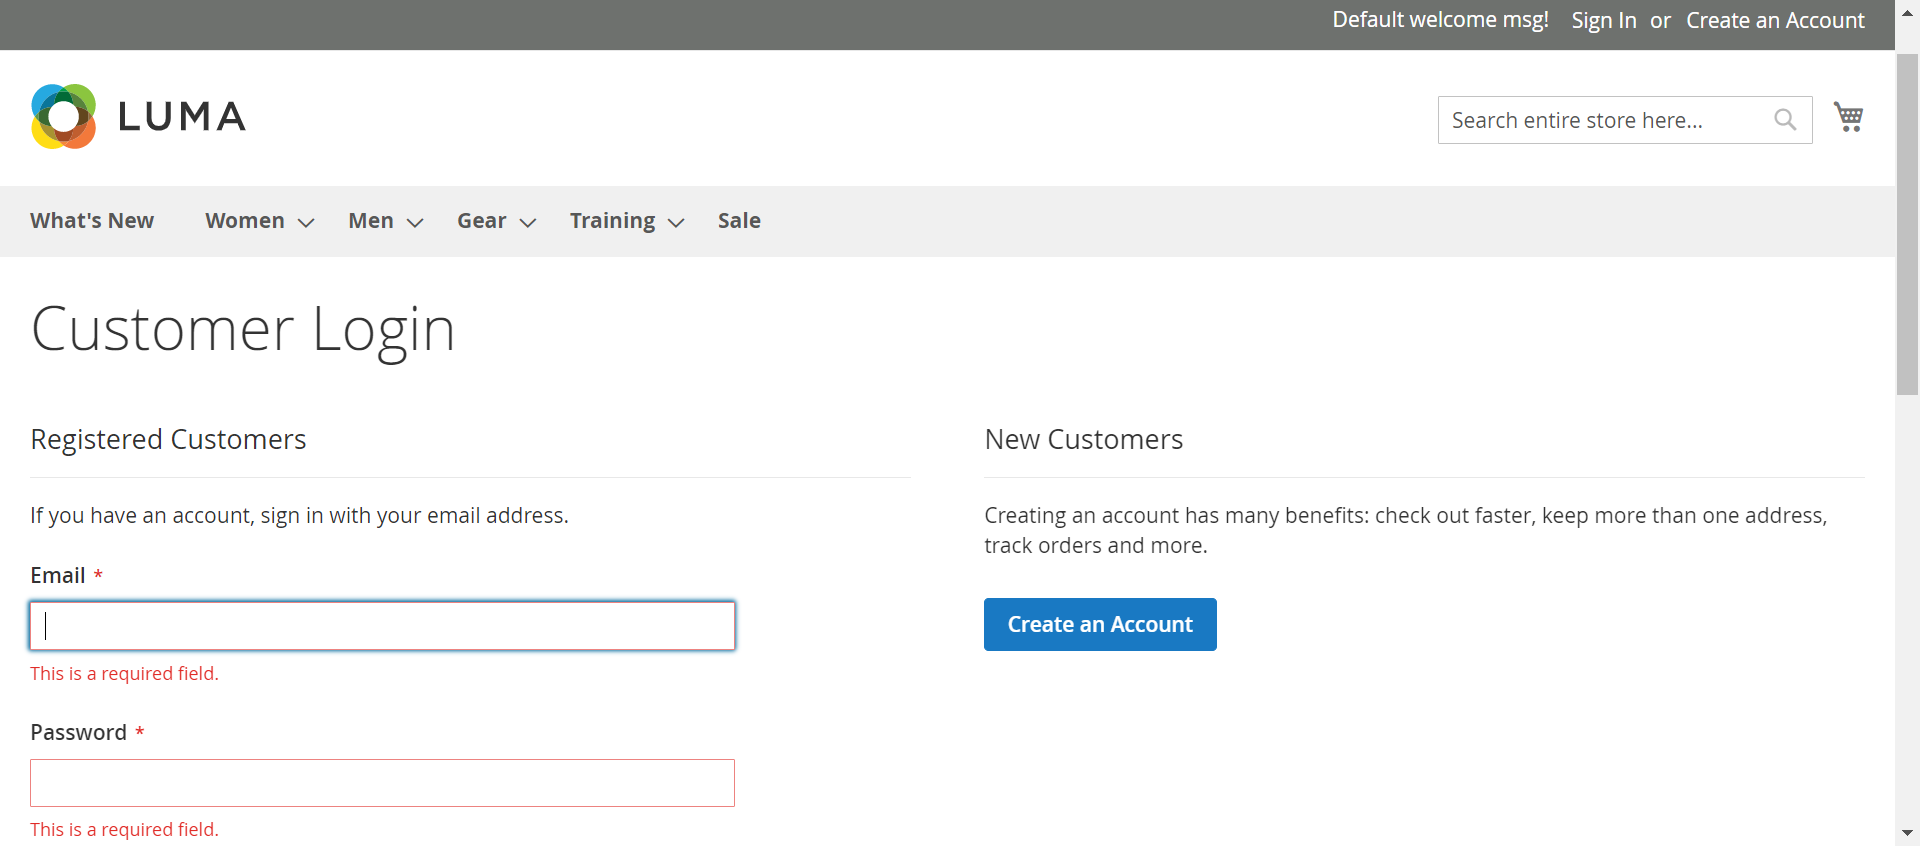 Default welcome msg! Sign In or Create an Account
LUMA
Search entire store here...
What's New Women Men Gear Training Sale
Customer Login
Registered Customers
If you have an account, sign in with your email address.
Email *
This is a required field.
Password *
This is a required field.
New Customers
Creating an account has many benefits: check out faster, keep more than one address,
track orders and more.
Create an Account